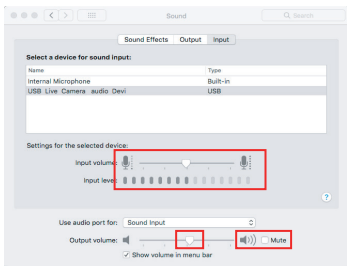 Sound
Search
Sound Effects Output Input
Select a device for sound input:
Name Type
Internal Microphone Built-in
USB Live Camera audio Devi USB
Settings for the selected device:
Input volume:
Input level:
?
Use audio port for: Sound Input
Output volume: Mute
Show volume in menu bar